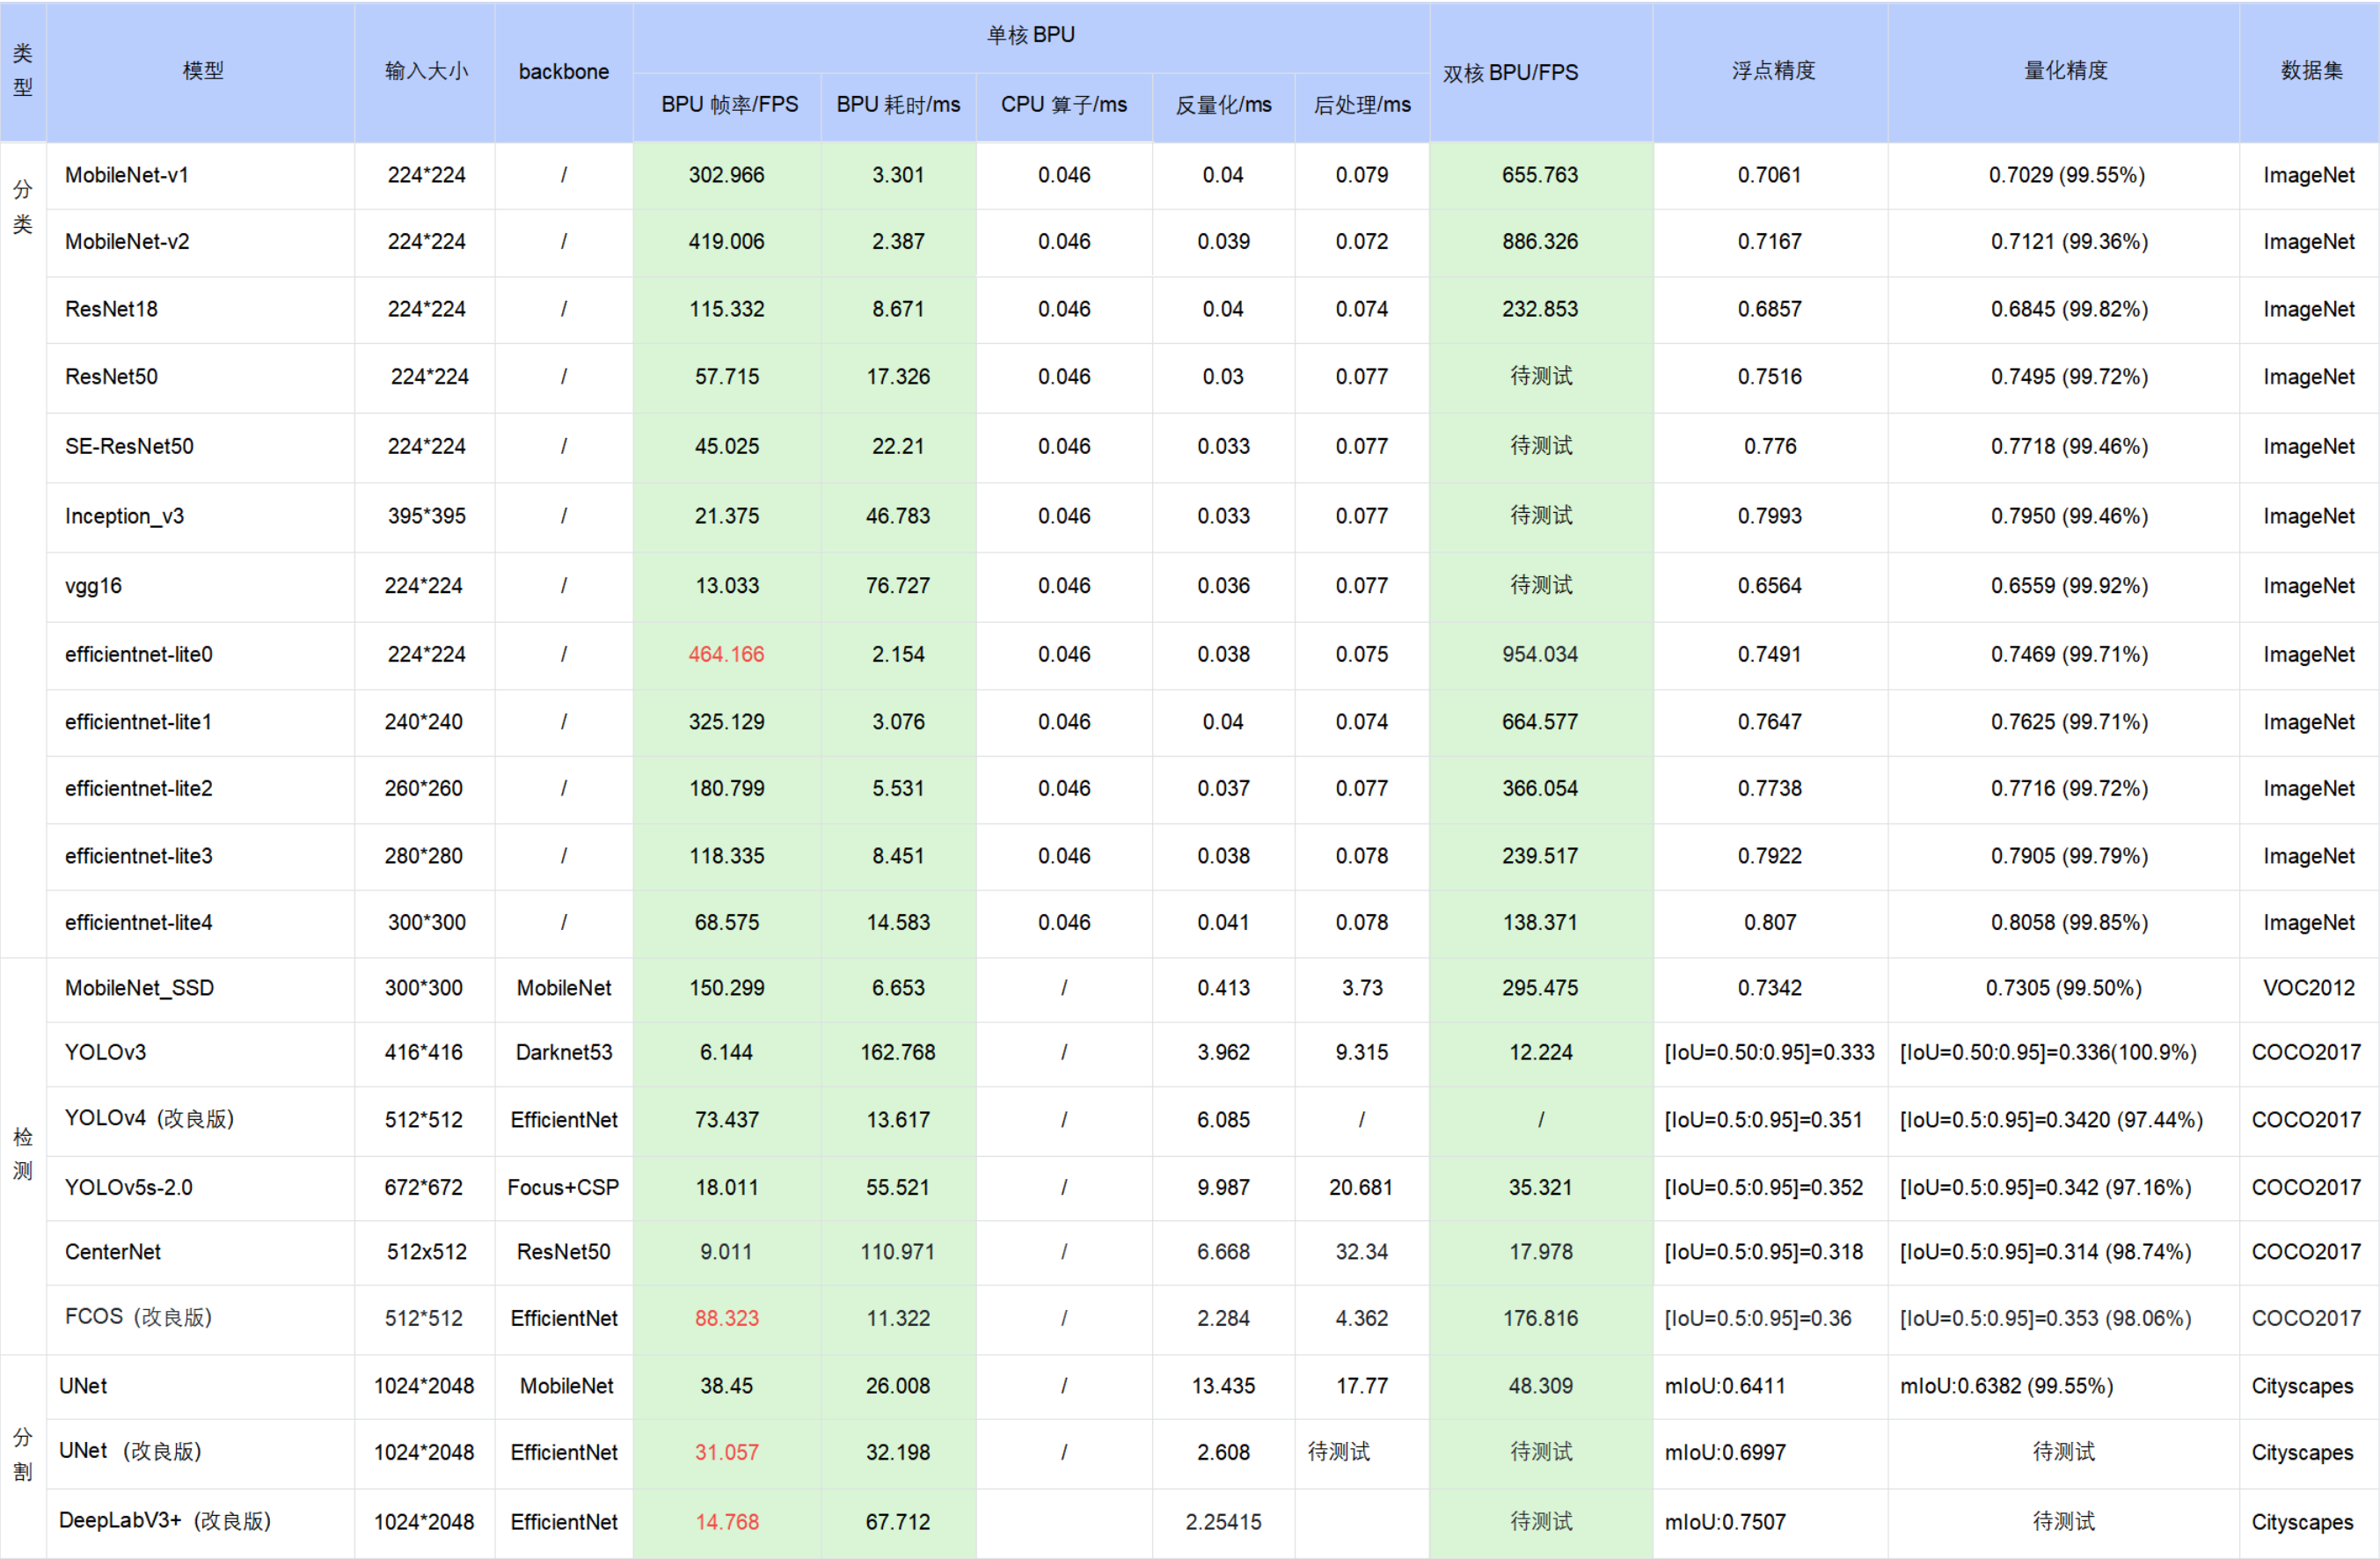 类型 模型 输入大小 backbone 单核 BPU 双核 BPU/FPS 浮点精度 量化精度 数据集
BPU 帧率/FPS BPU 耗时/ms CPU 算子/ms 反量化/ms 后处理/ms
分类 MobileNet-v1 224*224 / 302.966 3.301 0.046 0.04 0.079 655.763 0.7061 0.7029 (99.55%) ImageNet
MobileNet-v2 224*224 / 419.006 2.387 0.046 0.039 0.072 886.326 0.7167 0.7121 (99.36%) ImageNet
ResNet18 224*224 / 115.332 8.671 0.046 0.04 0.074 232.853 0.6857 0.6845 (99.82%) ImageNet
ResNet50 224*224 / 57.715 17.326 0.046 0.03 0.077 待测试 0.7516 0.7495 (99.72%) ImageNet
SE-ResNet50 224*224 / 45.025 22.21 0.046 0.033 0.077 待测试 0.776 0.7718 (99.46%) ImageNet
Inception_v3 395*395 / 21.375 46.783 0.046 0.033 0.077 待测试 0.7993 0.7950 (99.46%) ImageNet
vgg16 224*224 / 13.033 76.727 0.046 0.036 0.077 待测试 0.6564 0.6559 (99.92%) ImageNet
efficientnet-lite0 224*224 / 464.166 2.154 0.046 0.038 0.075 954.034 0.7491 0.7469 (99.71%) ImageNet
efficientnet-lite1 240*240 / 325.129 3.076 0.046 0.04 0.074 664.577 0.7647 0.7625 (99.71%) ImageNet
efficientnet-lite2 260*260 / 180.799 5.531 0.046 0.037 0.077 366.054 0.7738 0.7716 (99.72%) ImageNet
efficientnet-lite3 280*280 / 118.335 8.451 0.046 0.038 0.078 239.517 0.7922 0.7905 (99.79%) ImageNet
efficientnet-lite4 300*300 / 68.575 14.583 0.046 0.041 0.078 138.371 0.807 0.8058 (99.85%) ImageNet
检测 MobileNet_SSD 300*300 MobileNet 150.299 6.653 / 0.413 3.73 295.475 0.7342 0.7305 (99.50%) VOC2012
YOLOv3 416*416 Darknet53 6.144 162.768 / 3.962 9.315 12.224 [IoU=0.50:0.95]=0.333 [IoU=0.50:0.95]=0.336(100.9%) COCO2017
YOLOv4 (改良版) 512*512 EfficientNet 73.437 13.617 / 6.085 / / [IoU=0.5:0.95]=0.351 [IoU=0.5:0.95]=0.3420 (97.44%) COCO2017
YOLOv5s-2.0 672*672 Focus+CSP 18.011 55.521 / 9.987 20.681 35.321 [IoU=0.5:0.95]=0.352 [IoU=0.5:0.95]=0.342 (97.16%) COCO2017
CenterNet 512x512 ResNet50 9.011 110.971 / 6.668 32.34 17.978 [IoU=0.5:0.95]=0.318 [IoU=0.5:0.95]=0.314 (98.74%) COCO2017
FCOS (改良版) 512*512 EfficientNet 88.323 11.322 / 2.284 4.362 176.816 [IoU=0.5:0.95]=0.36 [IoU=0.5:0.95]=0.353 (98.06%) COCO2017
分割 UNet 1024*2048 MobileNet 38.45 26.008 / 13.435 17.77 48.309 mIoU:0.6411 mIoU:0.6382 (99.55%) Cityscapes
UNet (改良版) 1024*2048 EfficientNet 31.057 32.198 / 2.608 待测试 待测试 mIoU:0.6997 待测试 Cityscapes
DeepLabV3+ (改良版) 1024*2048 EfficientNet 14.768 67.712 2.25415 待测试 mIoU:0.7507 待测试 Cityscapes